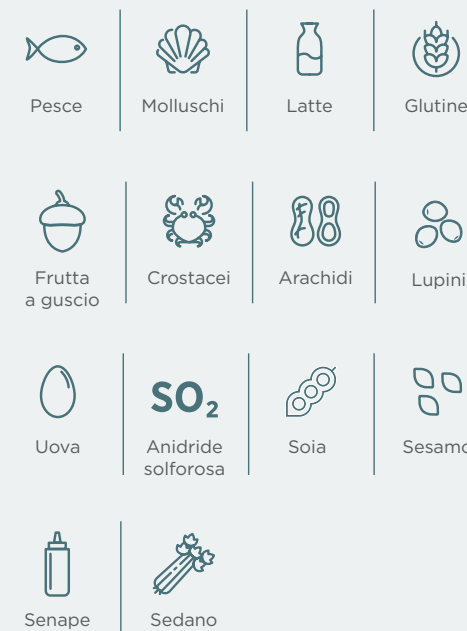 Pesce
Molluschi
Latte
Glutine
Frutta
a guscio
Crostacei
Arachidi
Lupini
Uova
SO₂
Anidride
solforosa
Soia
Sesamo
Senape
Sedano